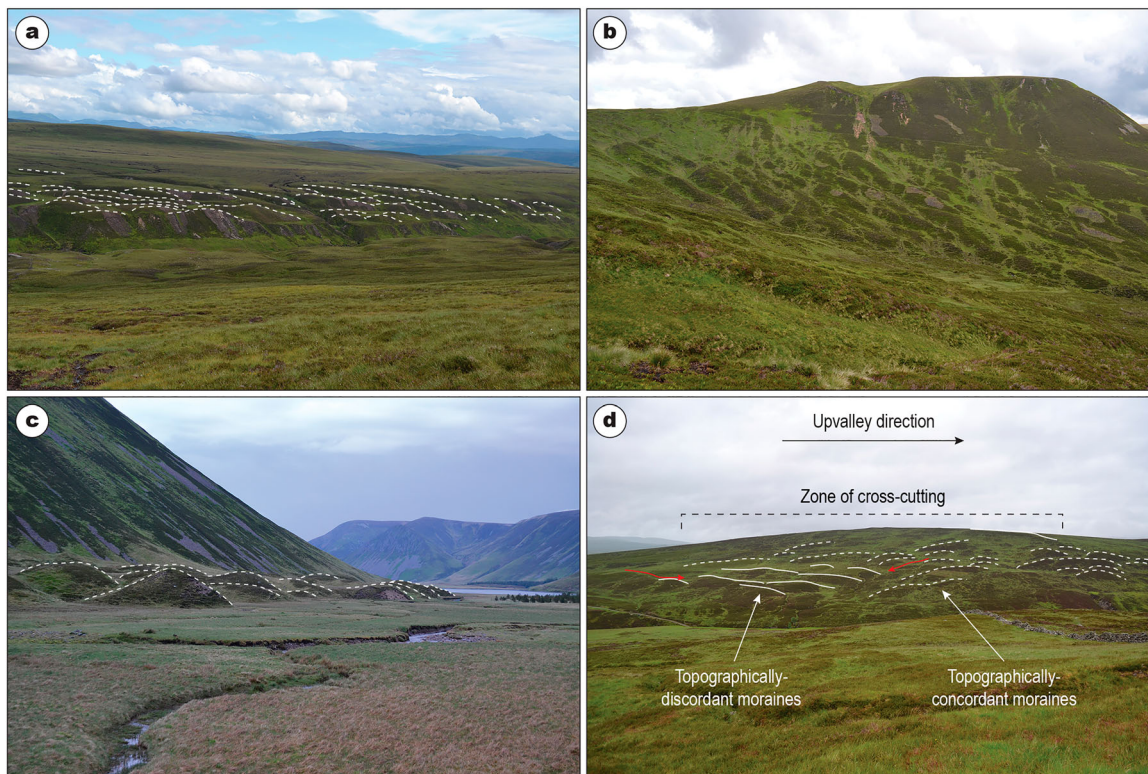 a
b
c
d
Upvalley direction
Zone of cross-cutting
Topographically-
discordant moraines
Topographically-
concordant moraines